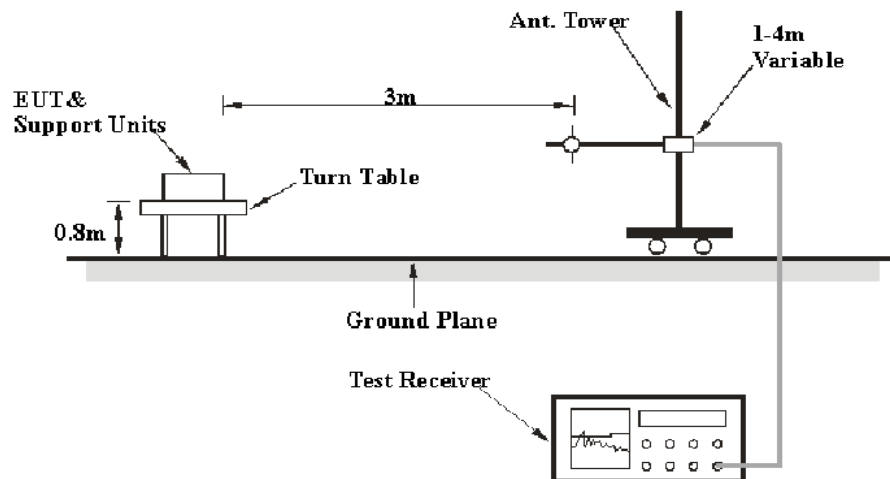 Ant. Tower
1-4m
Variable
3m
EUT &
Support Units
Turn Table
0.8m
Ground Plane
Test Receiver